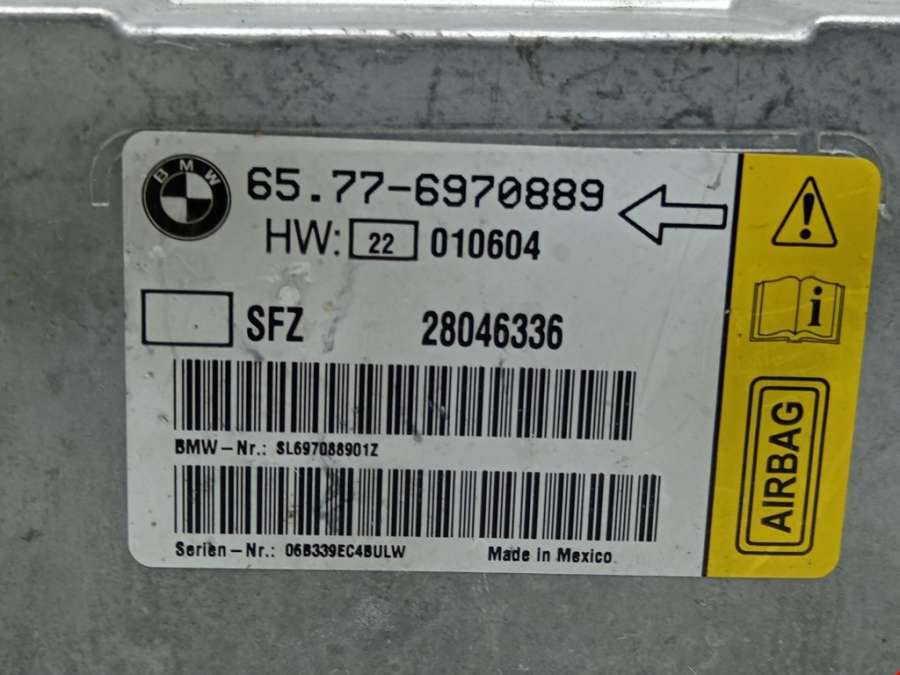 BMW
65.77-6970889
HW: 22 010604
SFZ 28046336
BMW-Nr.: SL697088901Z
Serien-Nr.: 06B339EC4BULW Made in Mexico
i
AIRBAG